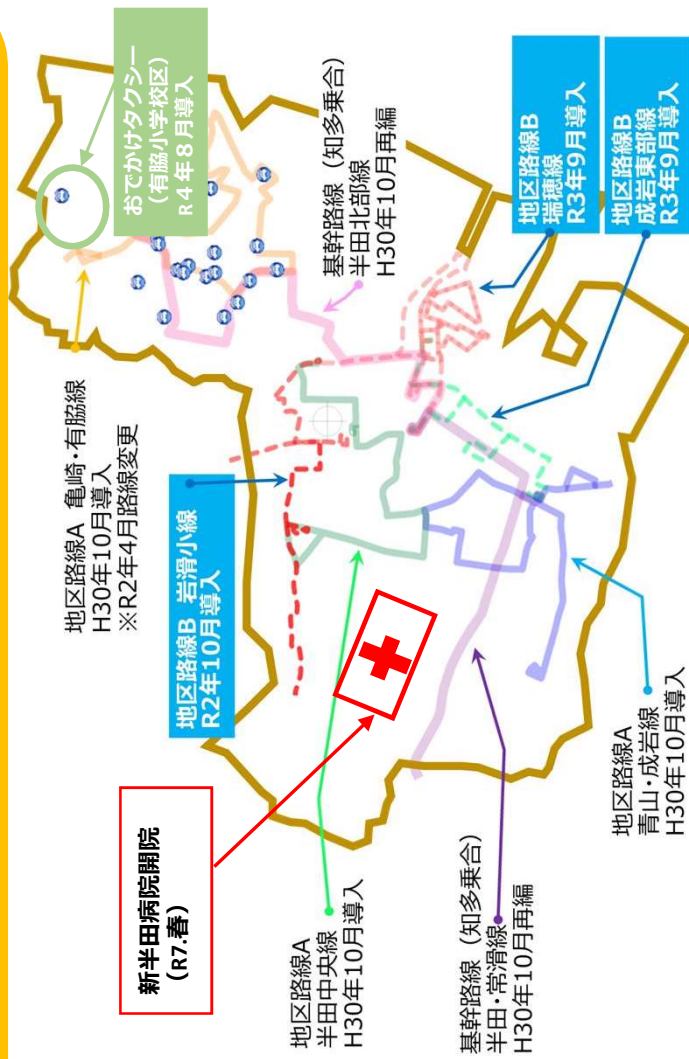 おでかけタクシー
(有脇小学校区)
R4年8月導入
地区路線A 亀崎・有脇線
H30年10月導入
※R2年4月路線変更
基幹路線（知多乗合）
半田北部線
H30年10月再編
地区路線B 岩滑小線
R2年10月導入
地区路線B
瑞穂線
R3年9月導入
地区路線B
成岩東部線
R3年9月導入
新半田病院開院
(R7.春)
地区路線A
半田中央線
H30年10月導入
基幹路線（知多乗合）
半田・常滑線
H30年10月再編
地区路線A
青山・成岩線
H30年10月導入